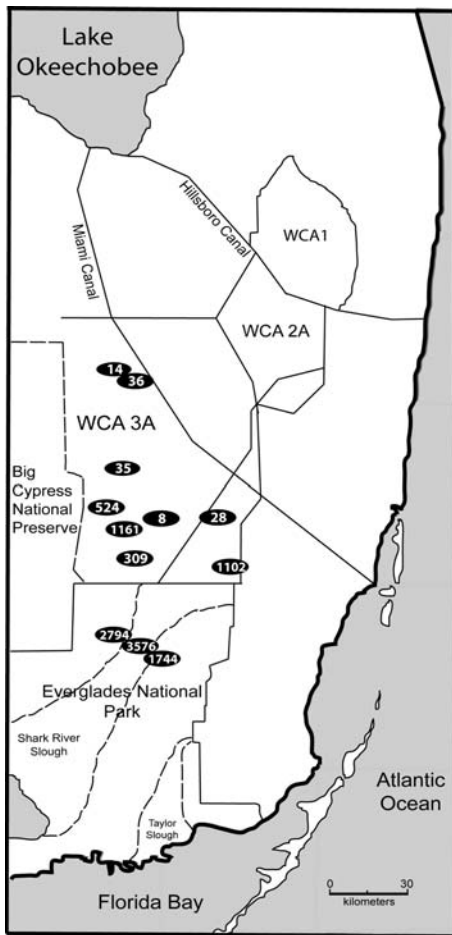 Lake
Okeechobee
Miami Canal
Hillsboro Canal
WCA1
WCA 2A
14
36
WCA 3A
35
Big
Cypress
National
Preserve
524
8
28
1161
309
1102
2794
3576
1744
Everglades National
Park
Shark River
Slough
Taylor
Slough
Atlantic
Ocean
Florida Bay
0 30
kilometers